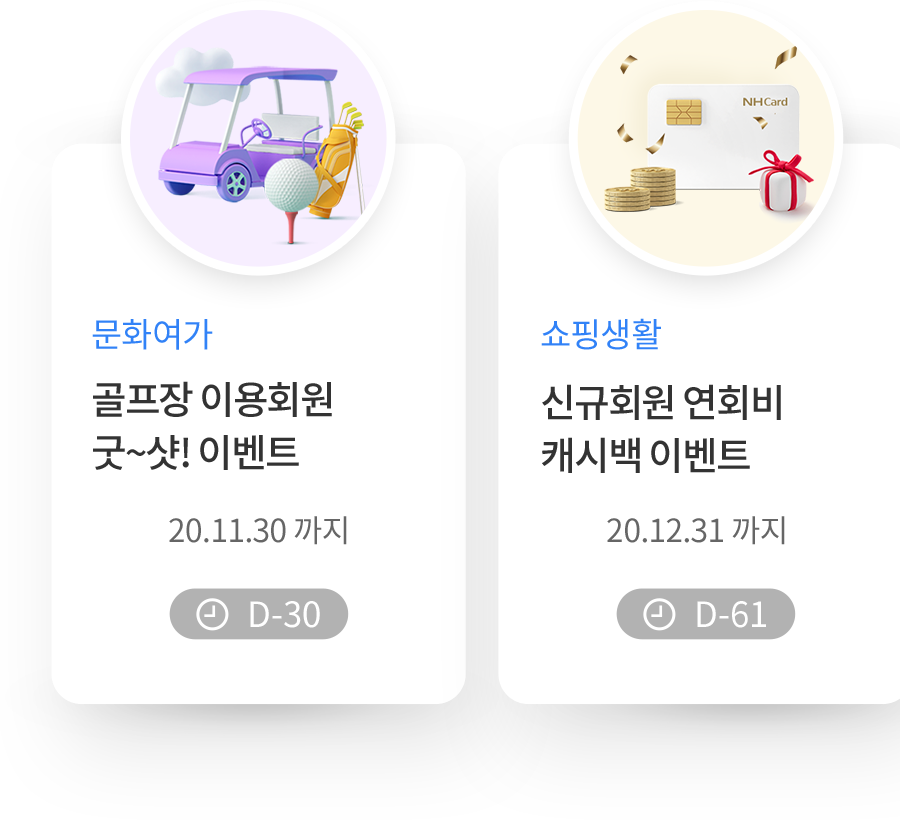 문화여가
골프장 이용회원
굿~샷! 이벤트
20.11.30 까지
D-30
NH Card
쇼핑생활
신규회원 연회비
캐시백 이벤트
20.12.31 까지
D-61